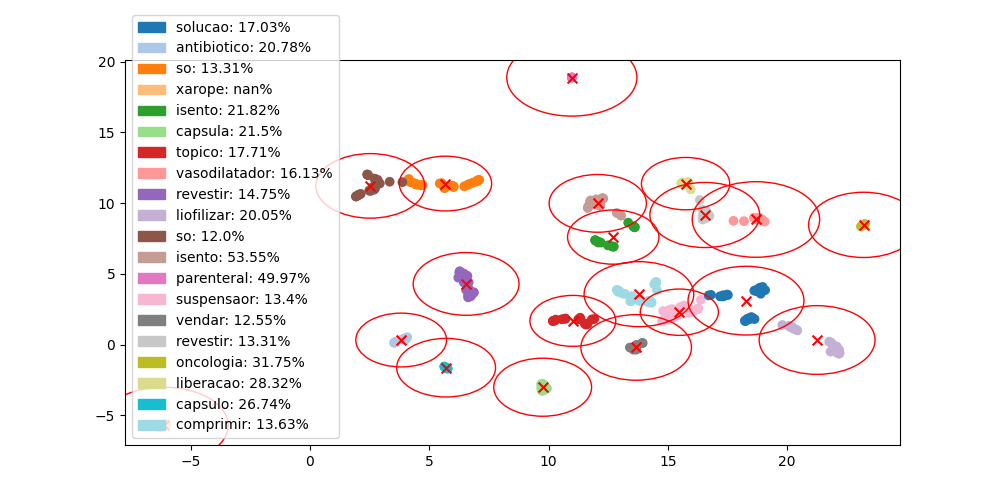 solucao: 17.03%
antibiotico: 20.78%
so: 13.31%
xarope: nan%
isento: 21.82%
capsula: 21.5%
topico: 17.71%
vasodilatador: 16.13%
revestir: 14.75%
liofilizar: 20.05%
so: 12.0%
isento: 53.55%
parenteral: 49.97%
suspensaor: 13.4%
vendar: 12.55%
revestir: 13.31%
oncologia: 31.75%
liberacao: 28.32%
capsulo: 26.74%
comprimir: 13.63%
20
15
10
5
0
−5
−5 0 5 10 15 20